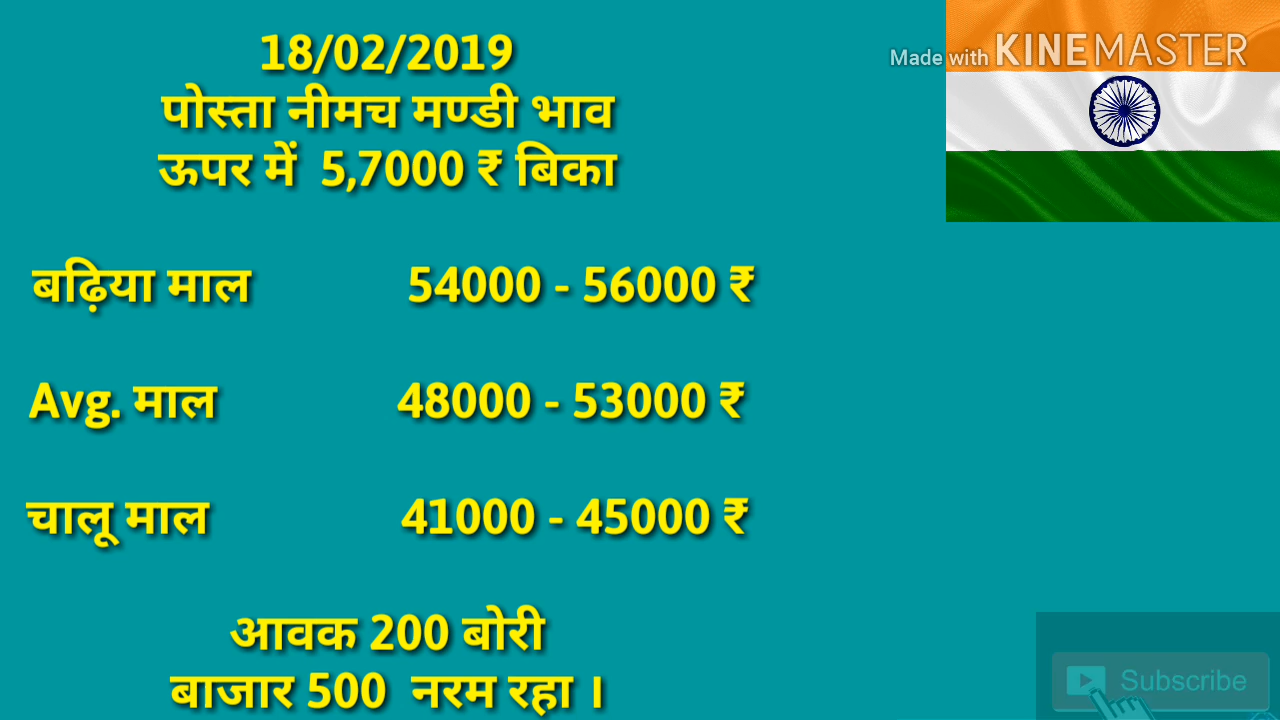 18/02/2019
पोस्ता नीमच मण्डी भाव
ऊपर में 5,7000 ₹ बिका
Made with KINEMASTER
बढ़िया माल 54000 - 56000 ₹
Avg. माल 48000 - 53000 ₹
चालू माल 41000 - 45000 ₹
आवक 200 बोरी
बाजार 500 नरम रहा ।
Subscribe